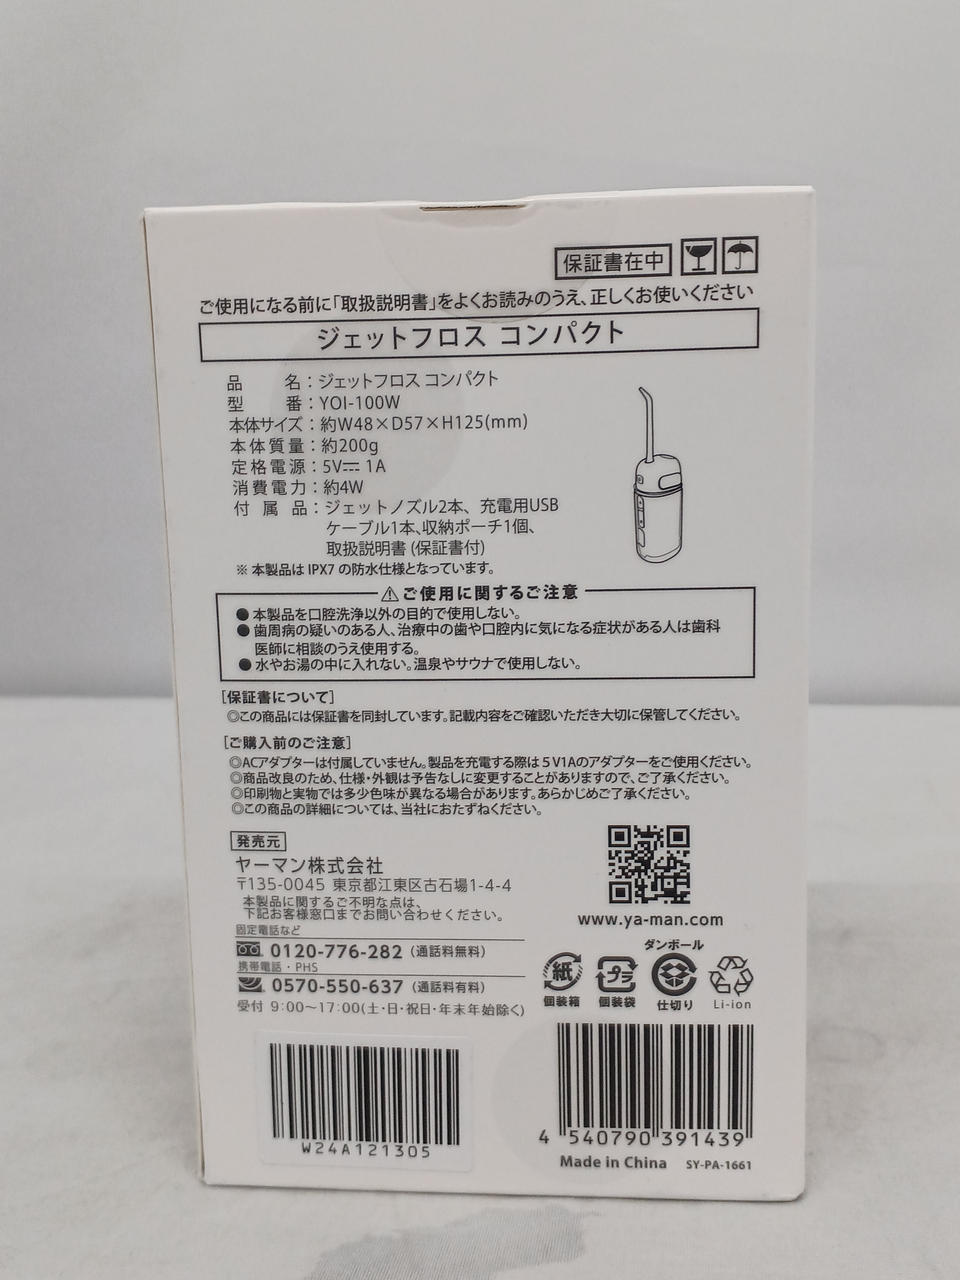 保証書在中
ご使用になる前に「取扱説明書」をよくお読みのうえ、正しくお使いください
ジェットフロス コンパクト
品　　名：ジェットフロス コンパクト
型　　番：YOI-100W
本体サイズ：約W48×D57×H125(mm)
本体質量：約200g
定格電源：5V⎓ 1A
消費電力：約4W
付 属 品：ジェットノズル2本、充電用USB
ケーブル1本、収納ポーチ1個、
取扱説明書 (保証書付)
※ 本製品は IPX7 の防水仕様となっています。
⚠ご使用に関するご注意
●本製品を口腔洗浄以外の目的で使用しない。
●歯周病の疑いのある人、治療中の歯や口腔内に気になる症状がある人は歯科
医師に相談のうえ使用する。
●水やお湯の中に入れない。温泉やサウナで使用しない。
[保証書について]
◎この商品には保証書を同封しています。記載内容をご確認いただき大切に保管してください。
[ご購入前のご注意]
◎ACアダプターは付属していません。製品を充電する際は5V1Aのアダプターをご使用ください。
◎商品改良のため、仕様・外観は予告なしに変更することがありますので、ご了承ください。
◎印刷物と実物では多少色味が異なる場合があります。あらかじめご了承ください。
◎この商品の詳細については、当社におたずねください。
発売元
ヤーマン株式会社
〒135-0045 東京都江東区古石場1-4-4
本製品に関するご不明な点は、
下記お客様窓口までお問い合わせください。
固定電話など
0120-776-282（通話料無料）
携帯電話・PHS
0570-550-637（通話料有料）
受付 9:00～17:00(土・日・祝日・年末年始除く)
www.ya-man.com
ダンボール
紙
プラ
個装箱
個装袋
仕切り
Li-ion
W24A121305
4 540790 391439
Made in China SY-PA-1661